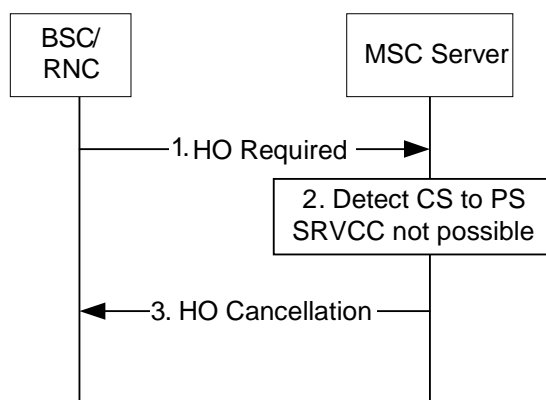 BSC/
RNC
MSC Server
1. HO Required
2. Detect CS to PS
SRVCC not possible
3. HO Cancellation